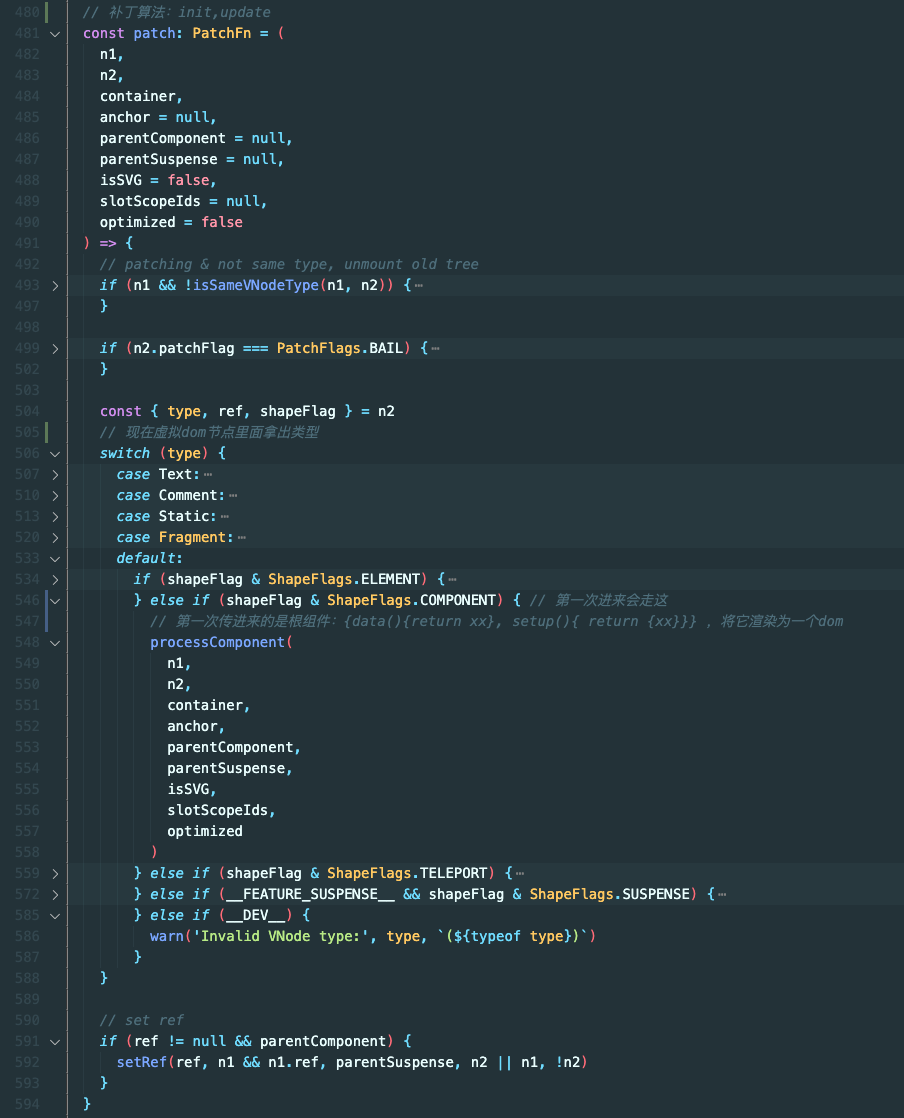 480 // 补丁算法：init,update
481 const patch: PatchFn = (
482 n1,
483 n2,
484 container,
485 anchor = null,
486 parentComponent = null,
487 parentSuspense = null,
488 isSVG = false,
489 slotScopeIds = null,
490 optimized = false
491 ) => {
492 // patching & not same type, unmount old tree
493 if (n1 && !isSameVNodeType(n1, n2)) {⋯
497 }
498
499 if (n2.patchFlag === PatchFlags.BAIL) {⋯
502 }
503
504 const { type, ref, shapeFlag } = n2
505 // 现在虚拟dom节点里面拿出类型
506 switch (type) {
507 case Text:⋯
510 case Comment:⋯
513 case Static:⋯
520 case Fragment:⋯
533 default:
534 if (shapeFlag & ShapeFlags.ELEMENT) {⋯
546 } else if (shapeFlag & ShapeFlags.COMPONENT) { // 第一次进来会走这
547 // 第一次传进来的是根组件：{data(){return xx}, setup(){ return {xx}}} ，将它渲染为一个dom
548 processComponent(
549 n1,
550 n2,
551 container,
552 anchor,
553 parentComponent,
554 parentSuspense,
555 isSVG,
556 slotScopeIds,
557 optimized
558 )
559 } else if (shapeFlag & ShapeFlags.TELEPORT) {⋯
572 } else if (__FEATURE_SUSPENSE__ && shapeFlag & ShapeFlags.SUSPENSE) {⋯
585 } else if (__DEV__) {
586 warn('Invalid VNode type:', type, `(${typeof type})`)
587 }
588 }
589
590 // set ref
591 if (ref != null && parentComponent) {
592 setRef(ref, n1 && n1.ref, parentSuspense, n2 || n1, !n2)
593 }
594 }